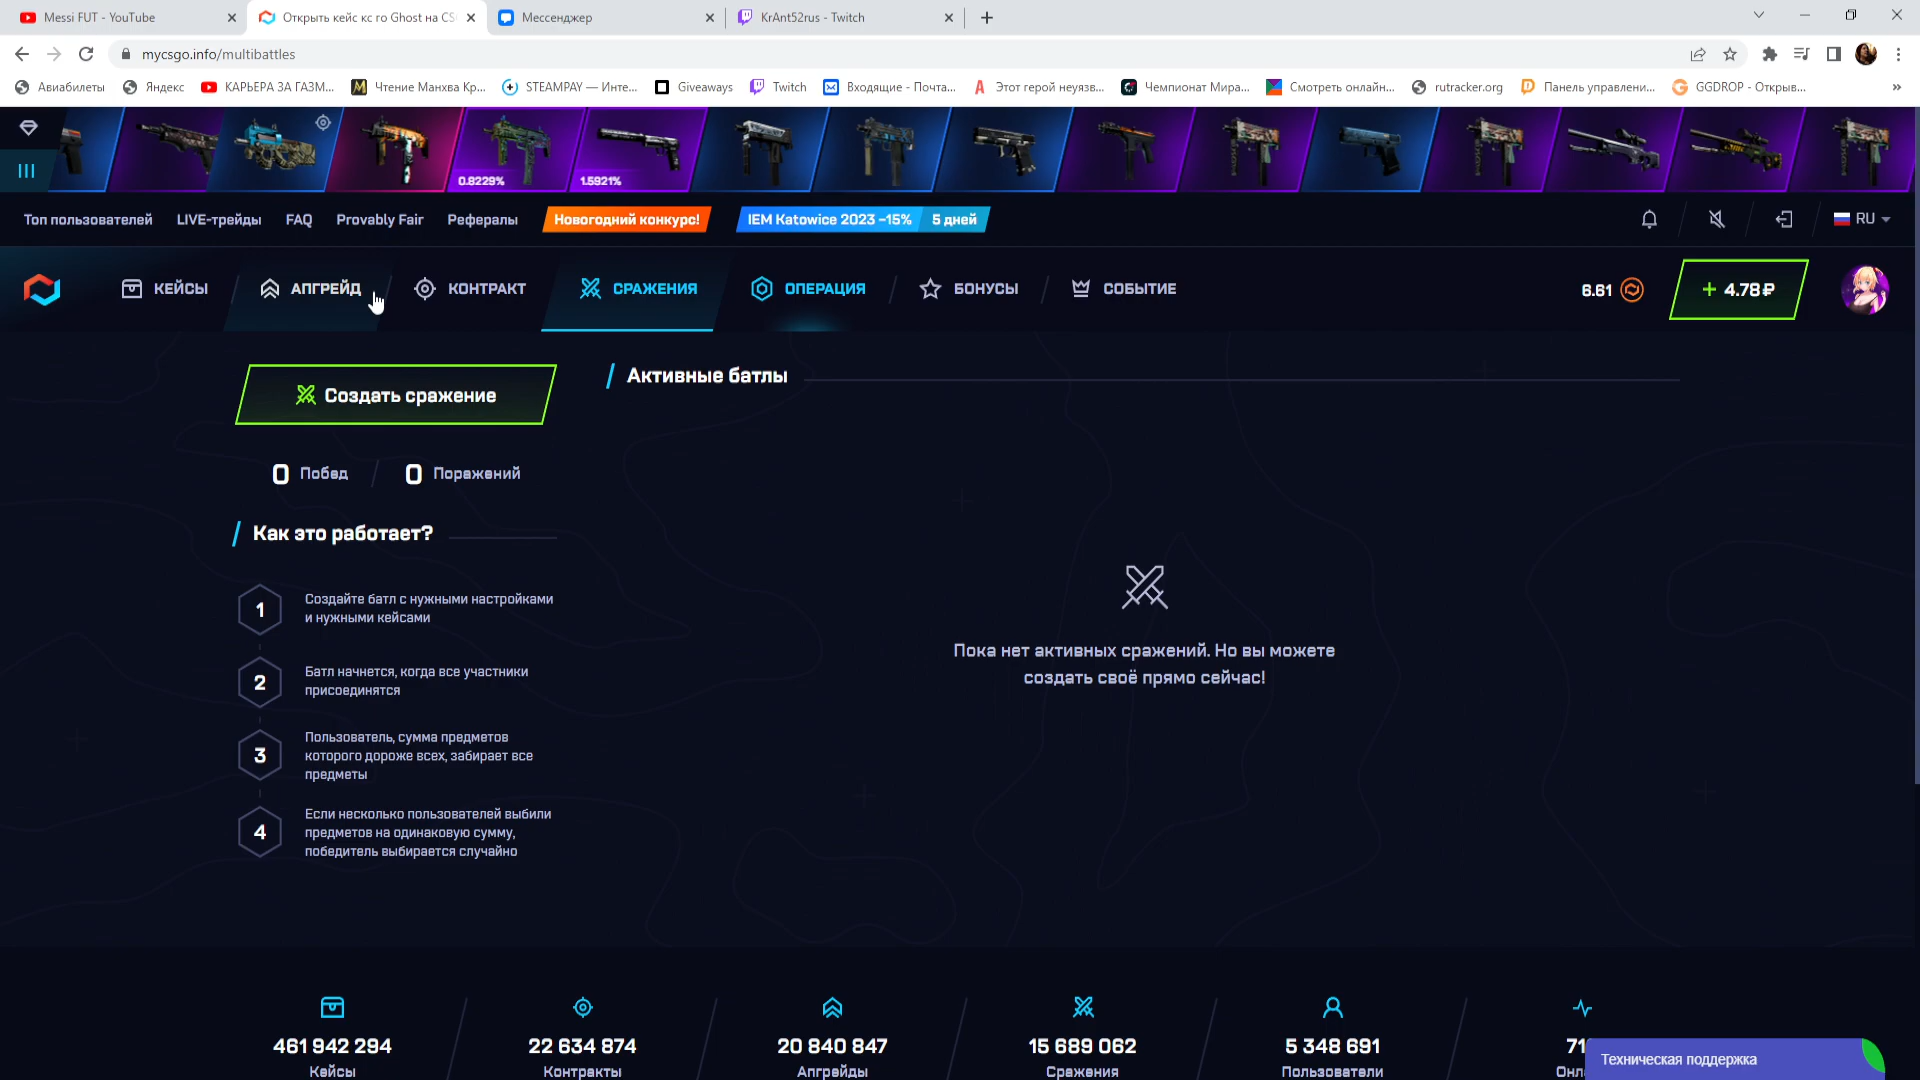 Messi FUT - YouTube
Открыть кейс кс го Ghost на CS
Мессенджер
KrAnt52rus - Twitch
mycsgo.info/multibattles
Авиабилеты
Яндекс
КАРЬЕРА ЗА ГАЗМ...
Чтение Манхва Кр...
STEAMPAY — Инте...
Giveaways
Twitch
Входящие - Почта...
Этот герой неуязв...
Чемпионат Мира...
Смотреть онлайн...
rutracker.org
Панель управлени...
GGDROP - Открыв...
»
0.8229%
1.5921%
Топ пользователей
LIVE-трейды
FAQ
Provably Fair
Рефералы
Новогодний конкурс!
IEM Katowice 2023 -15%
5 дней
RU
КЕЙСЫ
АПГРЕЙД
КОНТРАКТ
СРАЖЕНИЯ
ОПЕРАЦИЯ
БОНУСЫ
СОБЫТИЕ
6.61
+ 4.78₽
Создать сражение
0 Побед
0 Поражений
Как это работает?
1
Создайте батл с нужными настройками
и нужными кейсами
2
Батл начнется, когда все участники
присоединятся
3
Пользователь, сумма предметов
которого дороже всех, забирает все
предметы
4
Если несколько пользователей выбили
предметов на одинаковую сумму,
победитель выбирается случайно
Активные батлы
Пока нет активных сражений. Но вы можете
создать своё прямо сейчас!
461 942 294
Кейсы
22 634 874
Контракты
20 840 847
Апгрейды
15 689 062
Сражения
5 348 691
Пользователи
Техническая поддержка